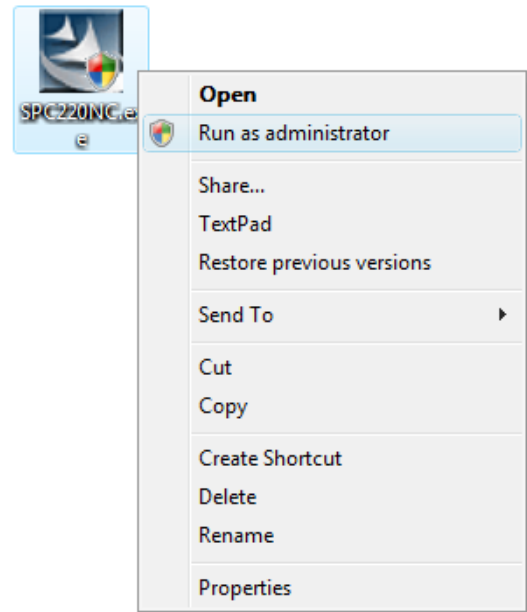 SPC220NC.ex
e
Open
Run as administrator
Share...
TextPad
Restore previous versions
Send To
Cut
Copy
Create Shortcut
Delete
Rename
Properties